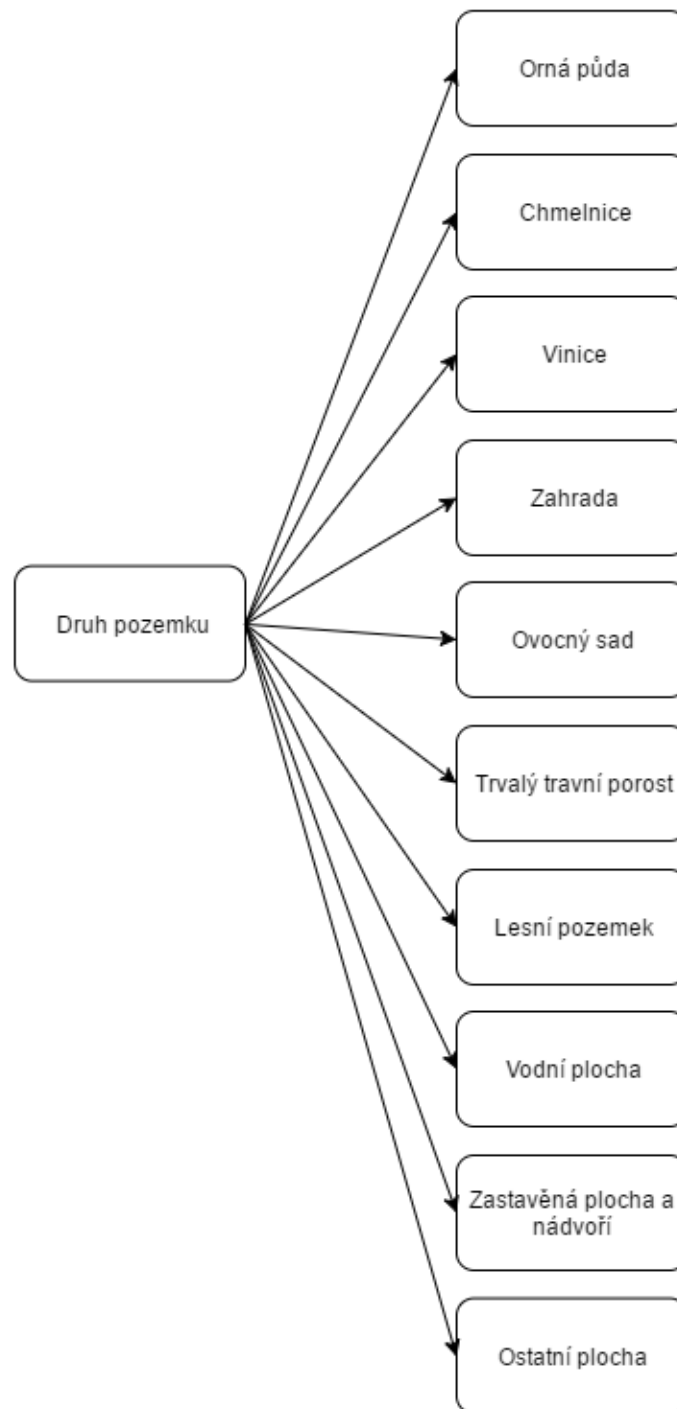 Orná půda
Chmelnice
Vinice
Zahrada
Druh pozemku
Ovocný sad
Trvalý travní porost
Lesní pozemek
Vodní plocha
Zastavěná plocha a
nádvoří
Ostatní plocha